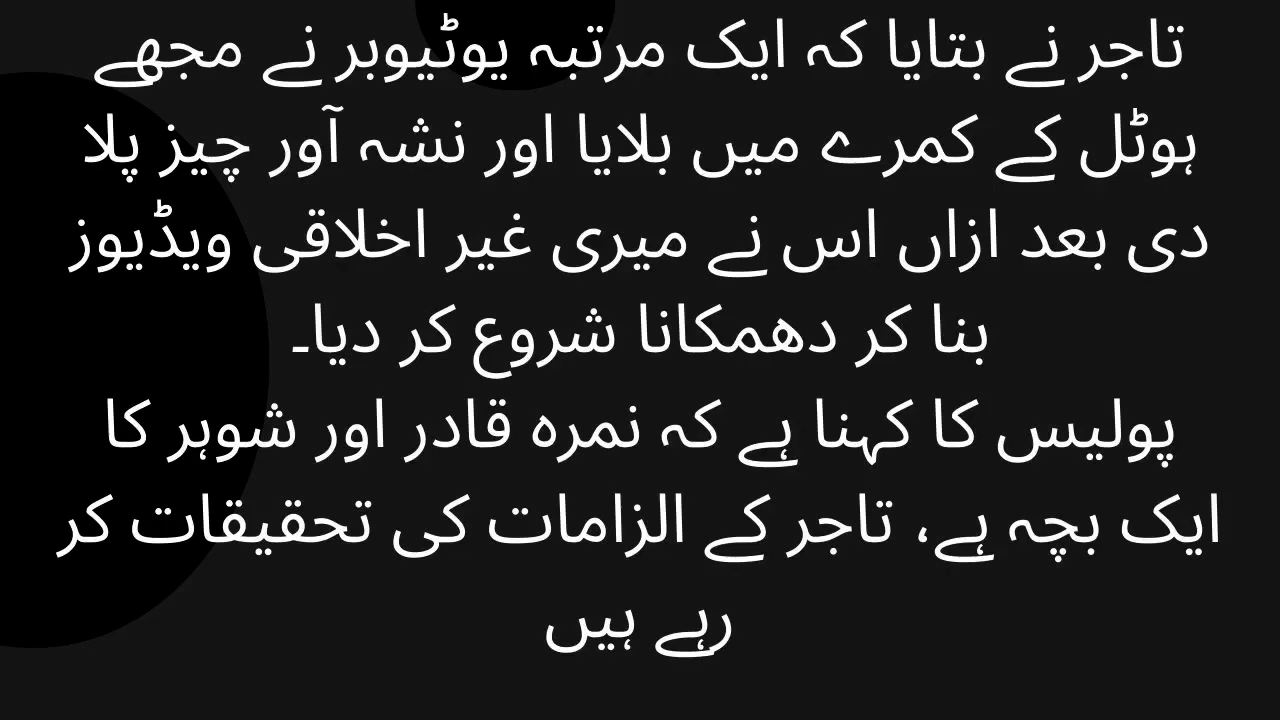 تاجر نے بتایا کہ ایک مرتبہ یوٹیوبر نے مجھے
ہوٹل کے کمرے میں بلایا اور نشہ آور چیز پلا
دی بعد ازاں اس نے میری غیر اخلاقی ویڈیوز
بنا کر دھمکانا شروع کر دیا۔
پولیس کا کہنا ہے کہ نمرہ قادر اور شوہر کا
ایک بچہ ہے، تاجر کے الزامات کی تحقیقات کر
رہے ہیں